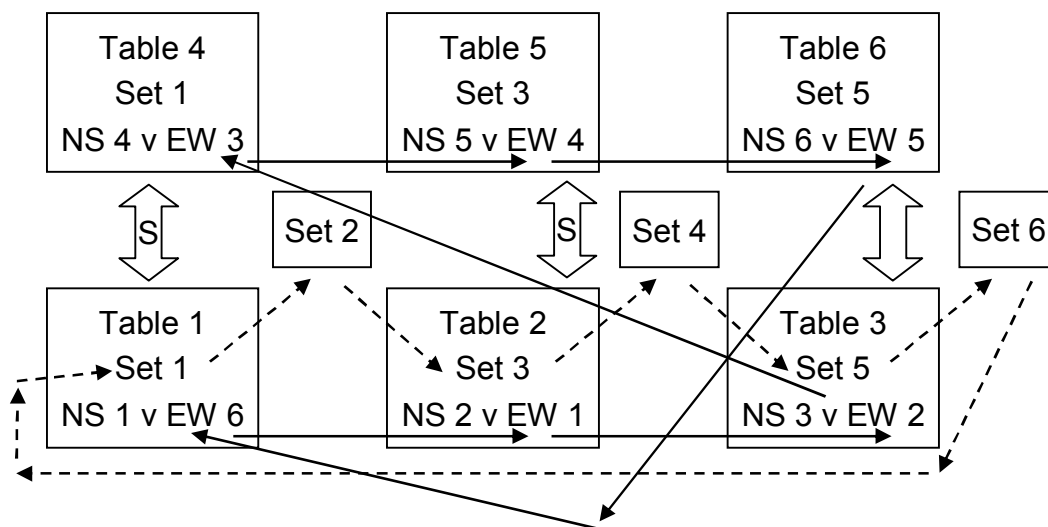 Table 4
Set 1
NS 4 v EW 3
Table 5
Set 3
NS 5 v EW 4
Table 6
Set 5
NS 6 v EW 5
S
Set 2
S
Set 4
Set 6
Table 1
Set 1
NS 1 v EW 6
Table 2
Set 3
NS 2 v EW 1
Table 3
Set 5
NS 3 v EW 2